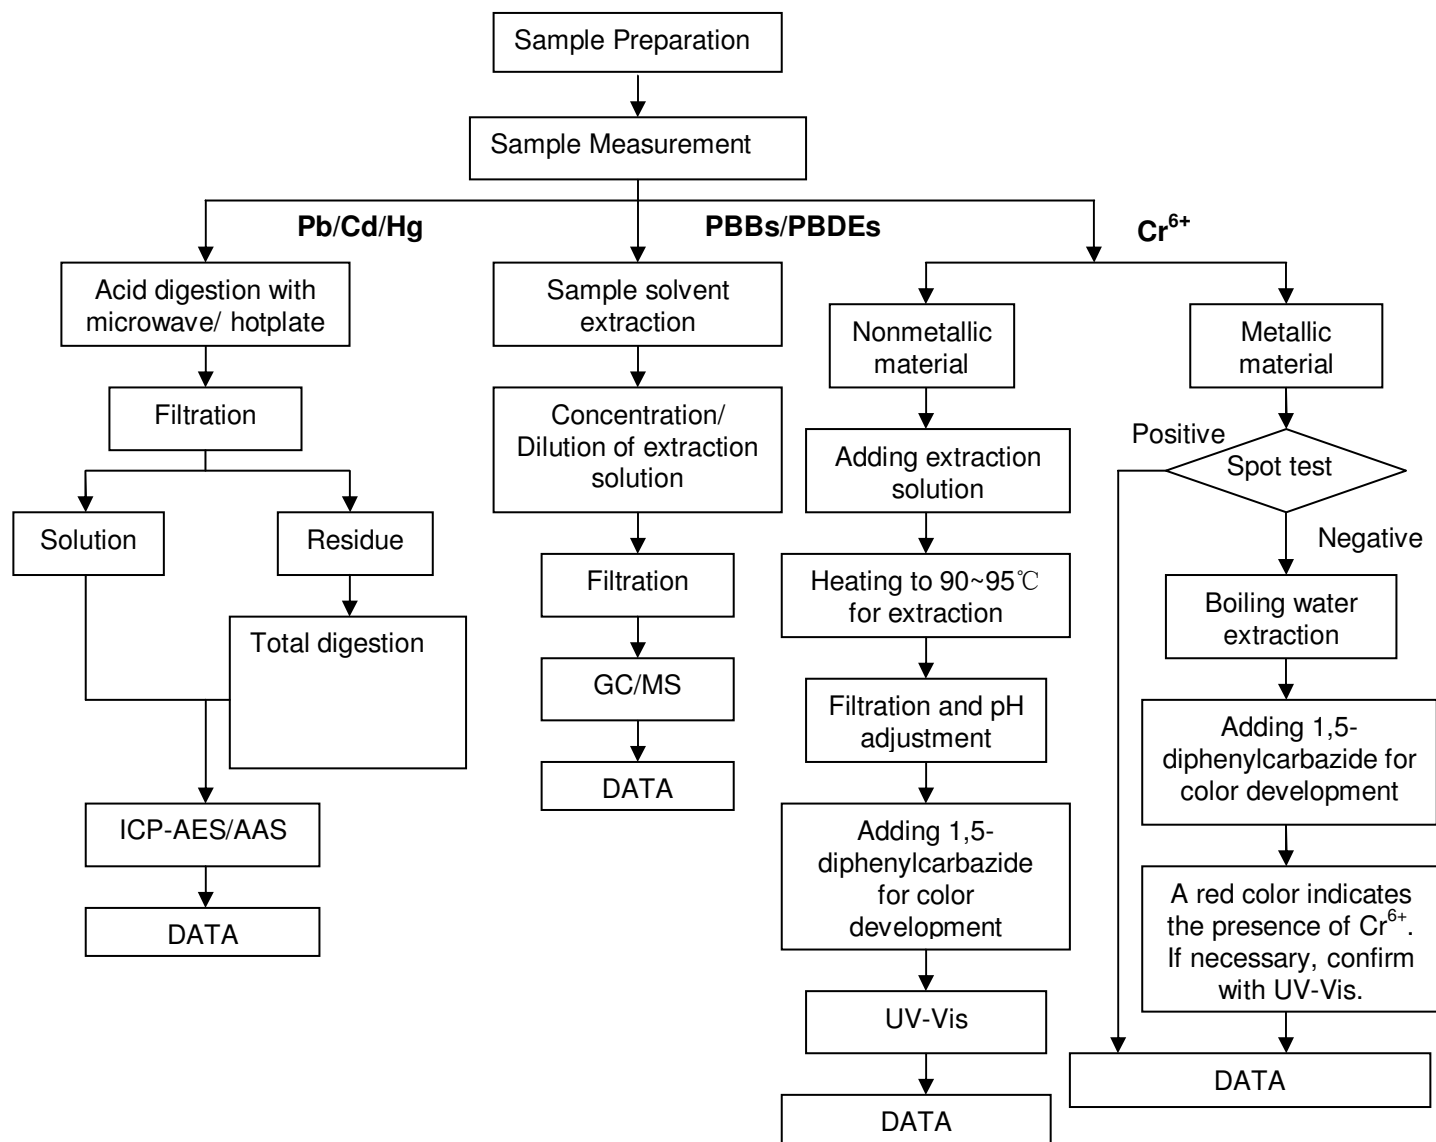 Sample Preparation
Sample Measurement
Pb/Cd/Hg
PBBs/PBDEs
Cr⁶⁺
Acid digestion with
microwave/ hotplate
Filtration
Solution
Residue
Total digestion
ICP-AES/AAS
DATA
Sample solvent
extraction
Concentration/
Dilution of extraction
solution
Filtration
GC/MS
DATA
Nonmetallic
material
Adding extraction
solution
Heating to 90~95℃
for extraction
Filtration and pH
adjustment
Adding 1,5-
diphenylcarbazide
for color
development
UV-Vis
DATA
Metallic
material
Positive
Spot test
Negative
Boiling water
extraction
Adding 1,5-
diphenylcarbazide for
color development
A red color indicates
the presence of Cr⁶⁺.
If necessary, confirm
with UV-Vis.
DATA